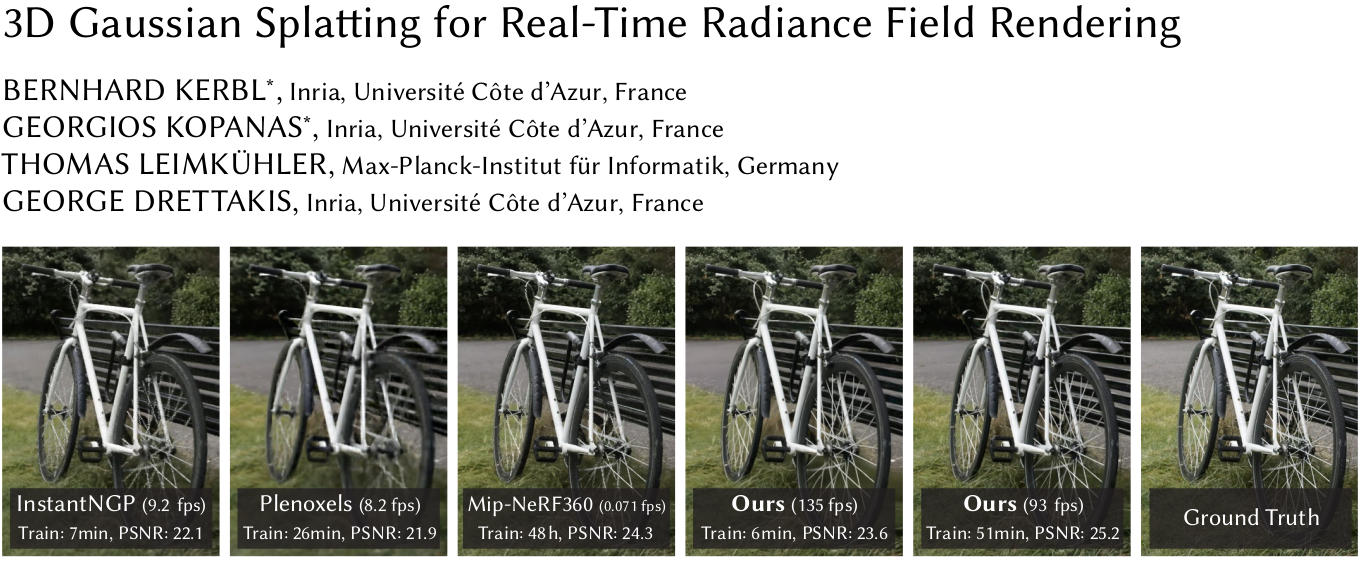 3D Gaussian Splatting for Real-Time Radiance Field Rendering
BERNHARD KERBL*, Inria, Université Côte d’Azur, France
GEORGIOS KOPANAS*, Inria, Université Côte d’Azur, France
THOMAS LEIMKÜHLER, Max-Planck-Institut für Informatik, Germany
GEORGE DRETTAKIS, Inria, Université Côte d’Azur, France
InstantNGP (9.2 fps)
Train: 7min, PSNR: 22.1
Plenoxels (8.2 fps)
Train: 26min, PSNR: 21.9
Mip-NeRF360 (0.071 fps)
Train: 48h, PSNR: 24.3
Ours (135 fps)
Train: 6min, PSNR: 23.6
Ours (93 fps)
Train: 51min, PSNR: 25.2
Ground Truth